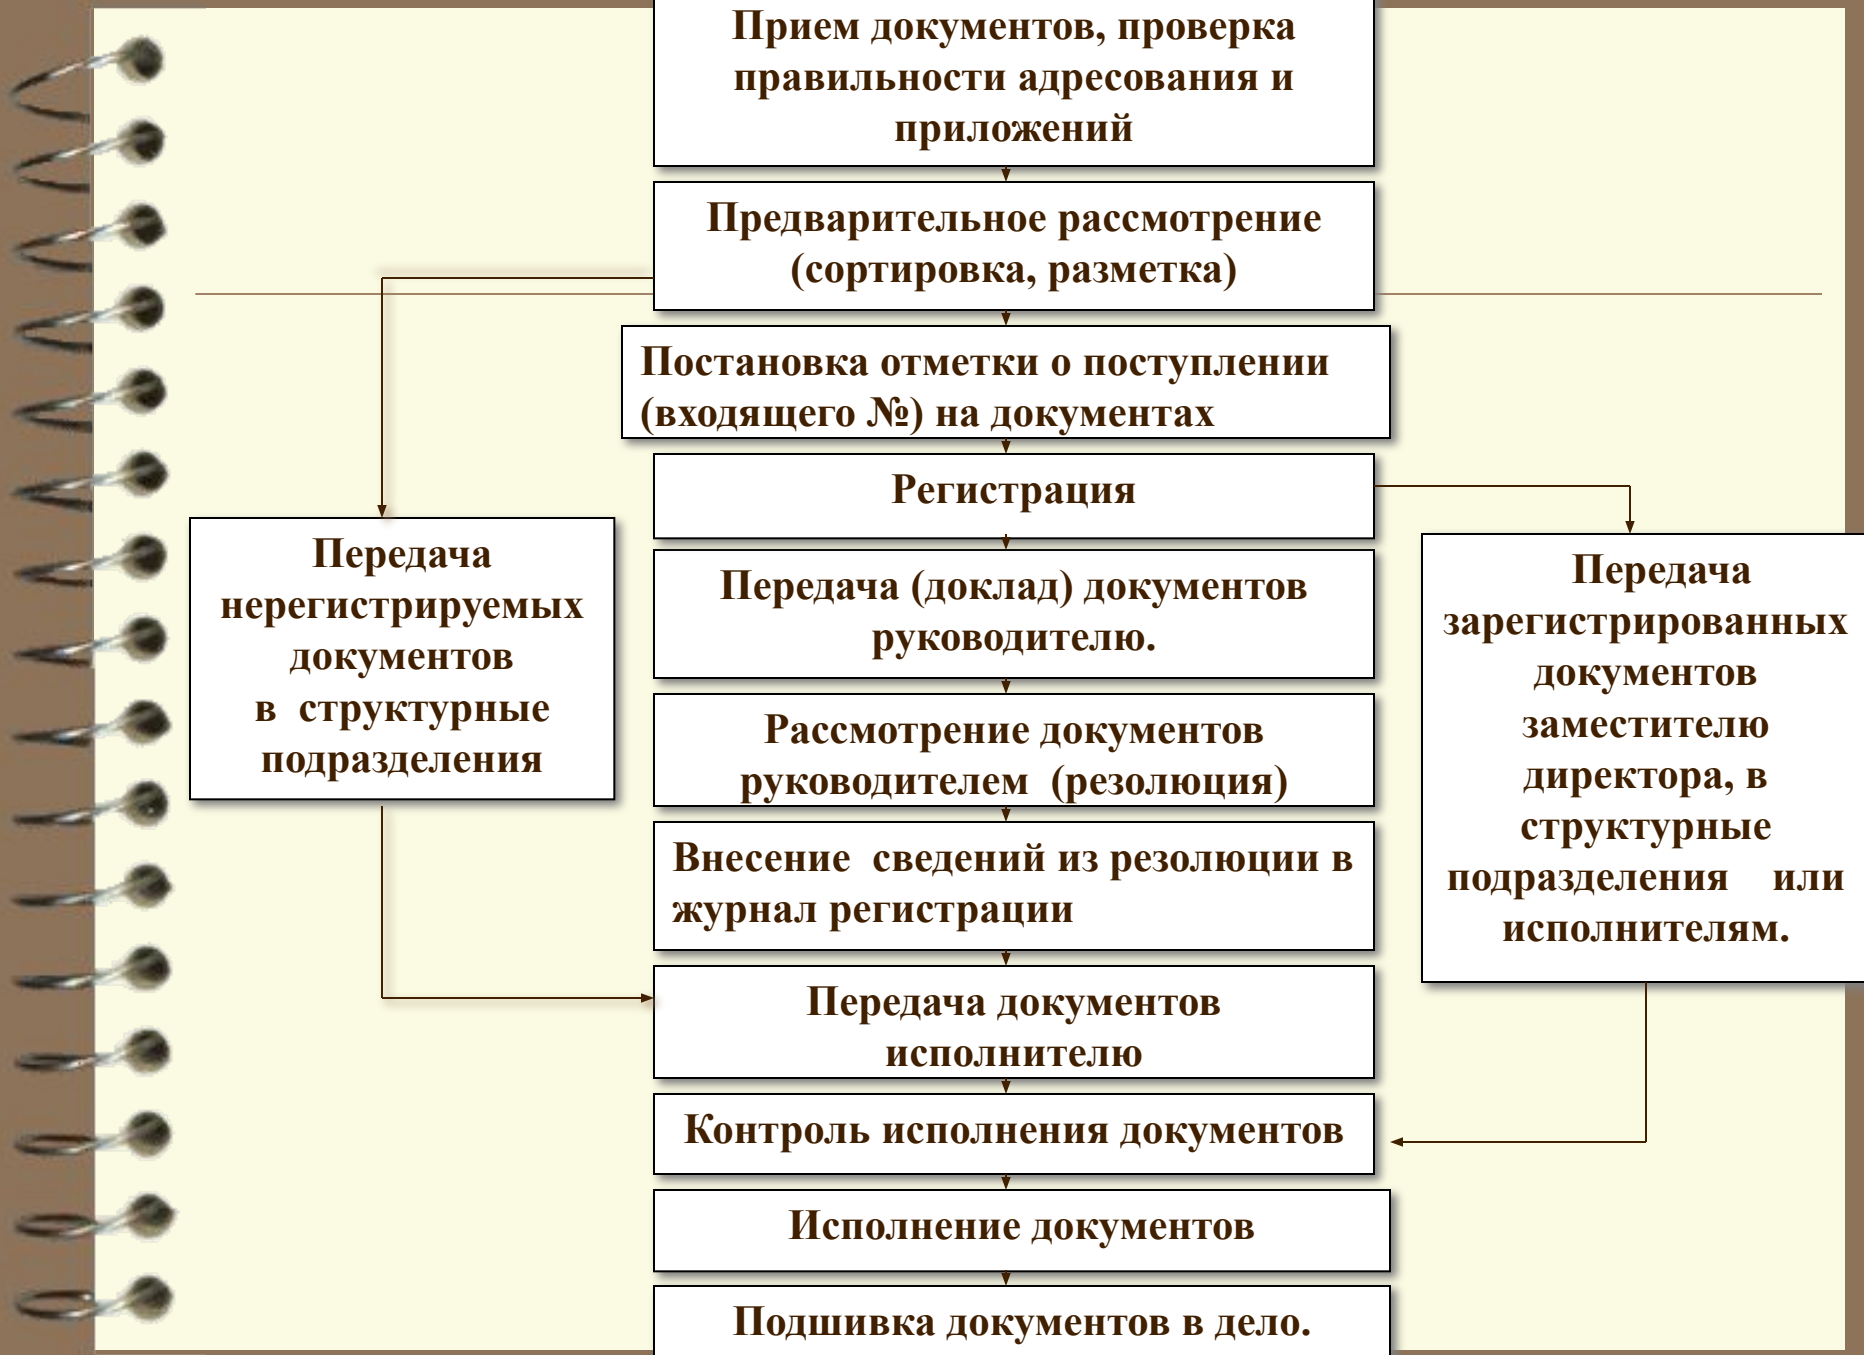 Прием документов, проверка
правильности адресования и
приложений
Предварительное рассмотрение
(сортировка, разметка)
Постановка отметки о поступлении
(входящего №) на документах
Регистрация
Передача
нерегистрируемых
документов
в структурные
подразделения
Передача (доклад) документов
руководителю.
Рассмотрение документов
руководителем (резолюция)
Внесение сведений из резолюции в
журнал регистрации
Передача
зарегистрированных
документов
заместителю
директора, в
структурные
подразделения или
исполнителям.
Передача документов
исполнителю
Контроль исполнения документов
Исполнение документов
Подшивка документов в дело.